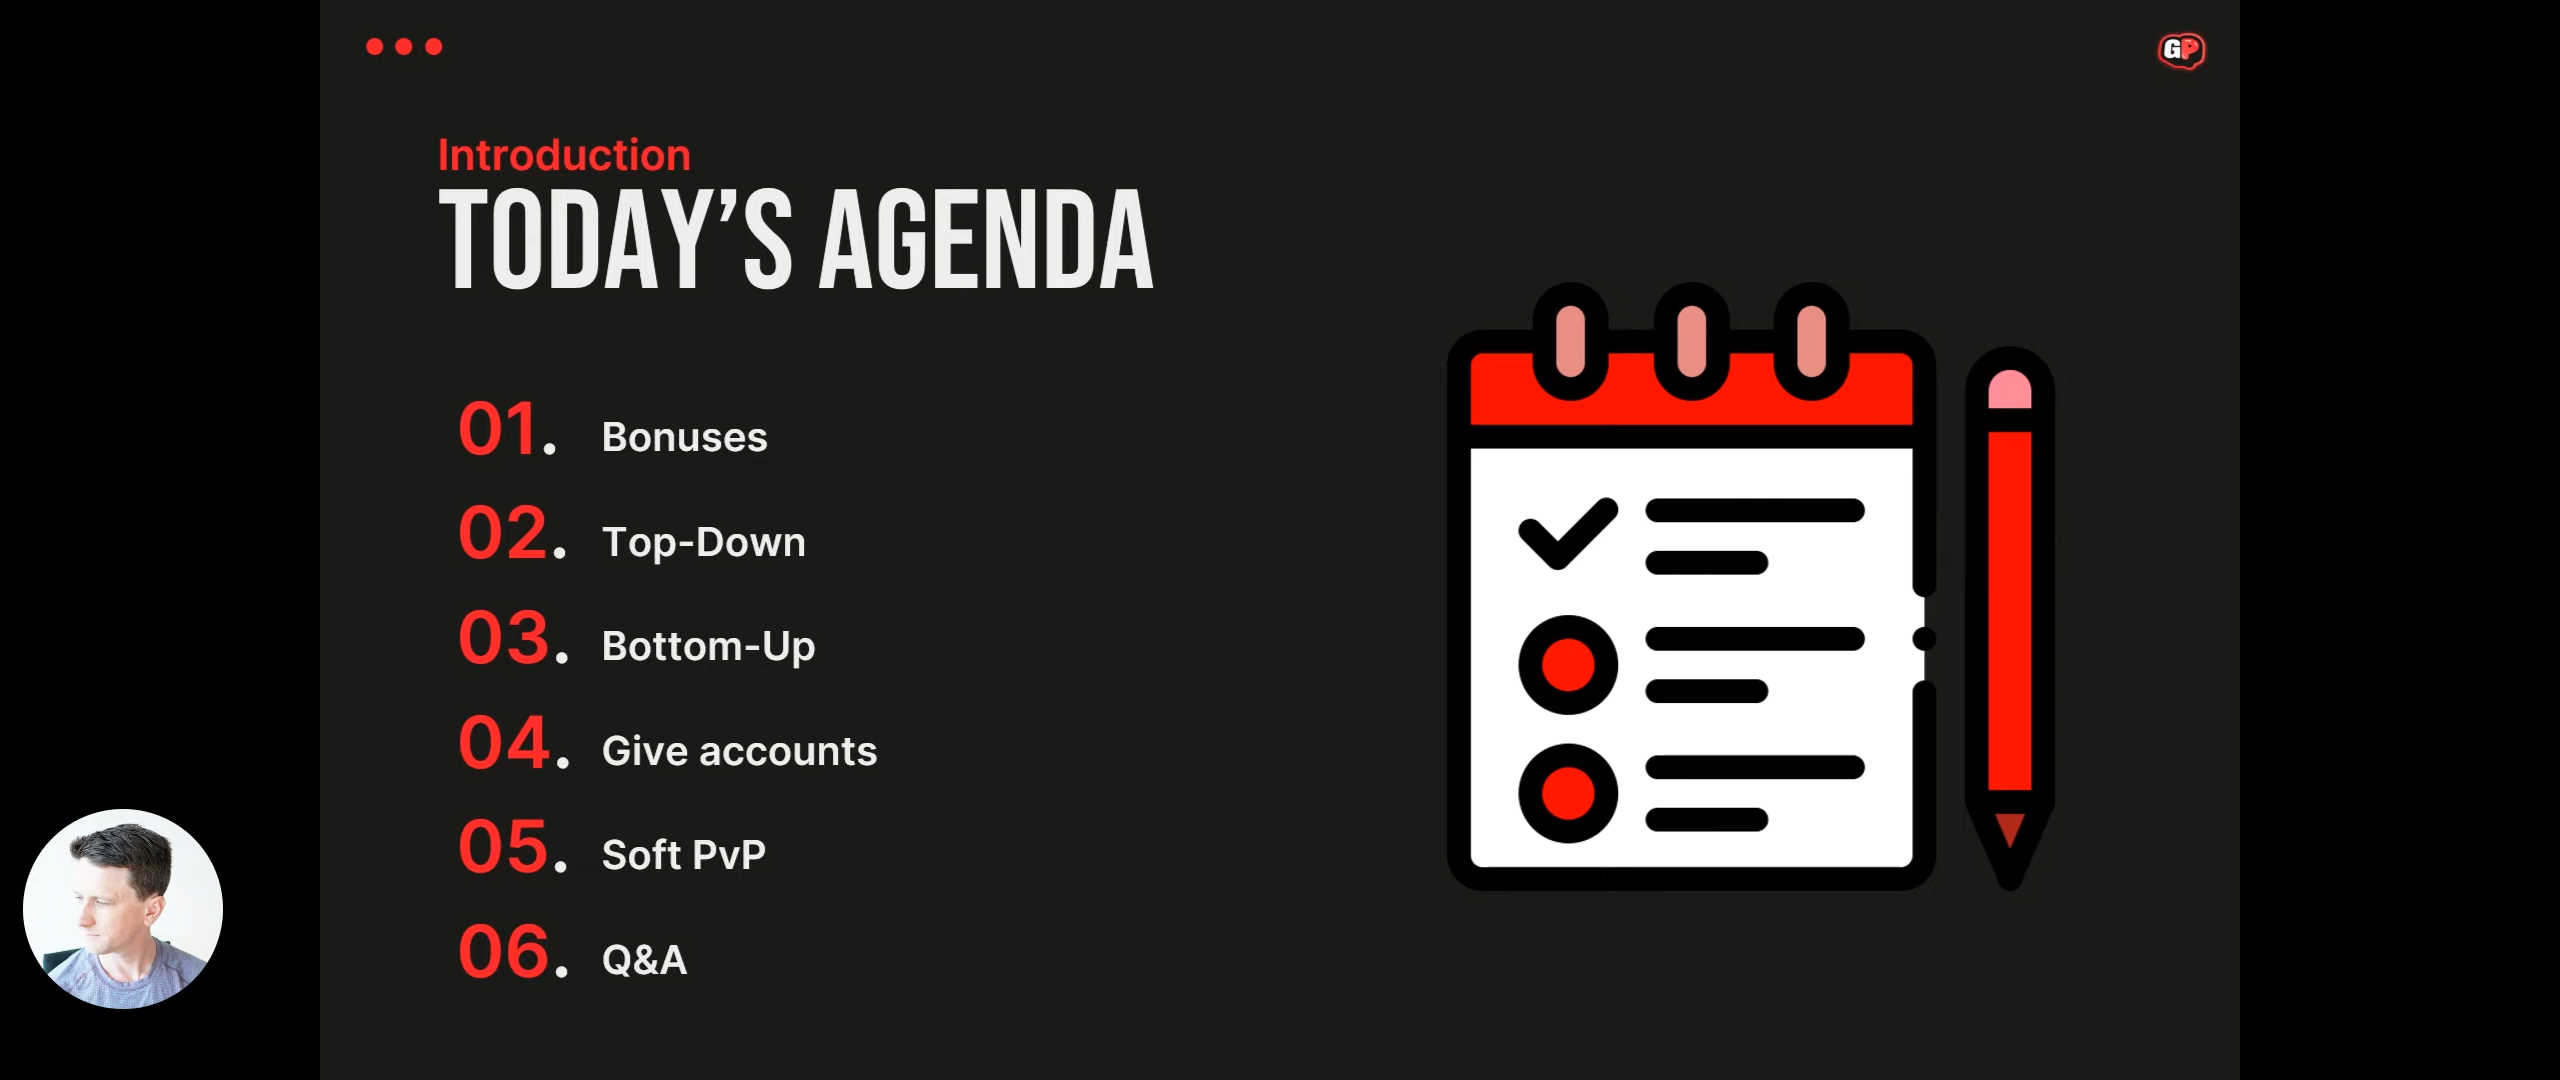 GP
Introduction
TODAY’S AGENDA
01. Bonuses
02. Top-Down
03. Bottom-Up
04. Give accounts
05. Soft PvP
06. Q&A